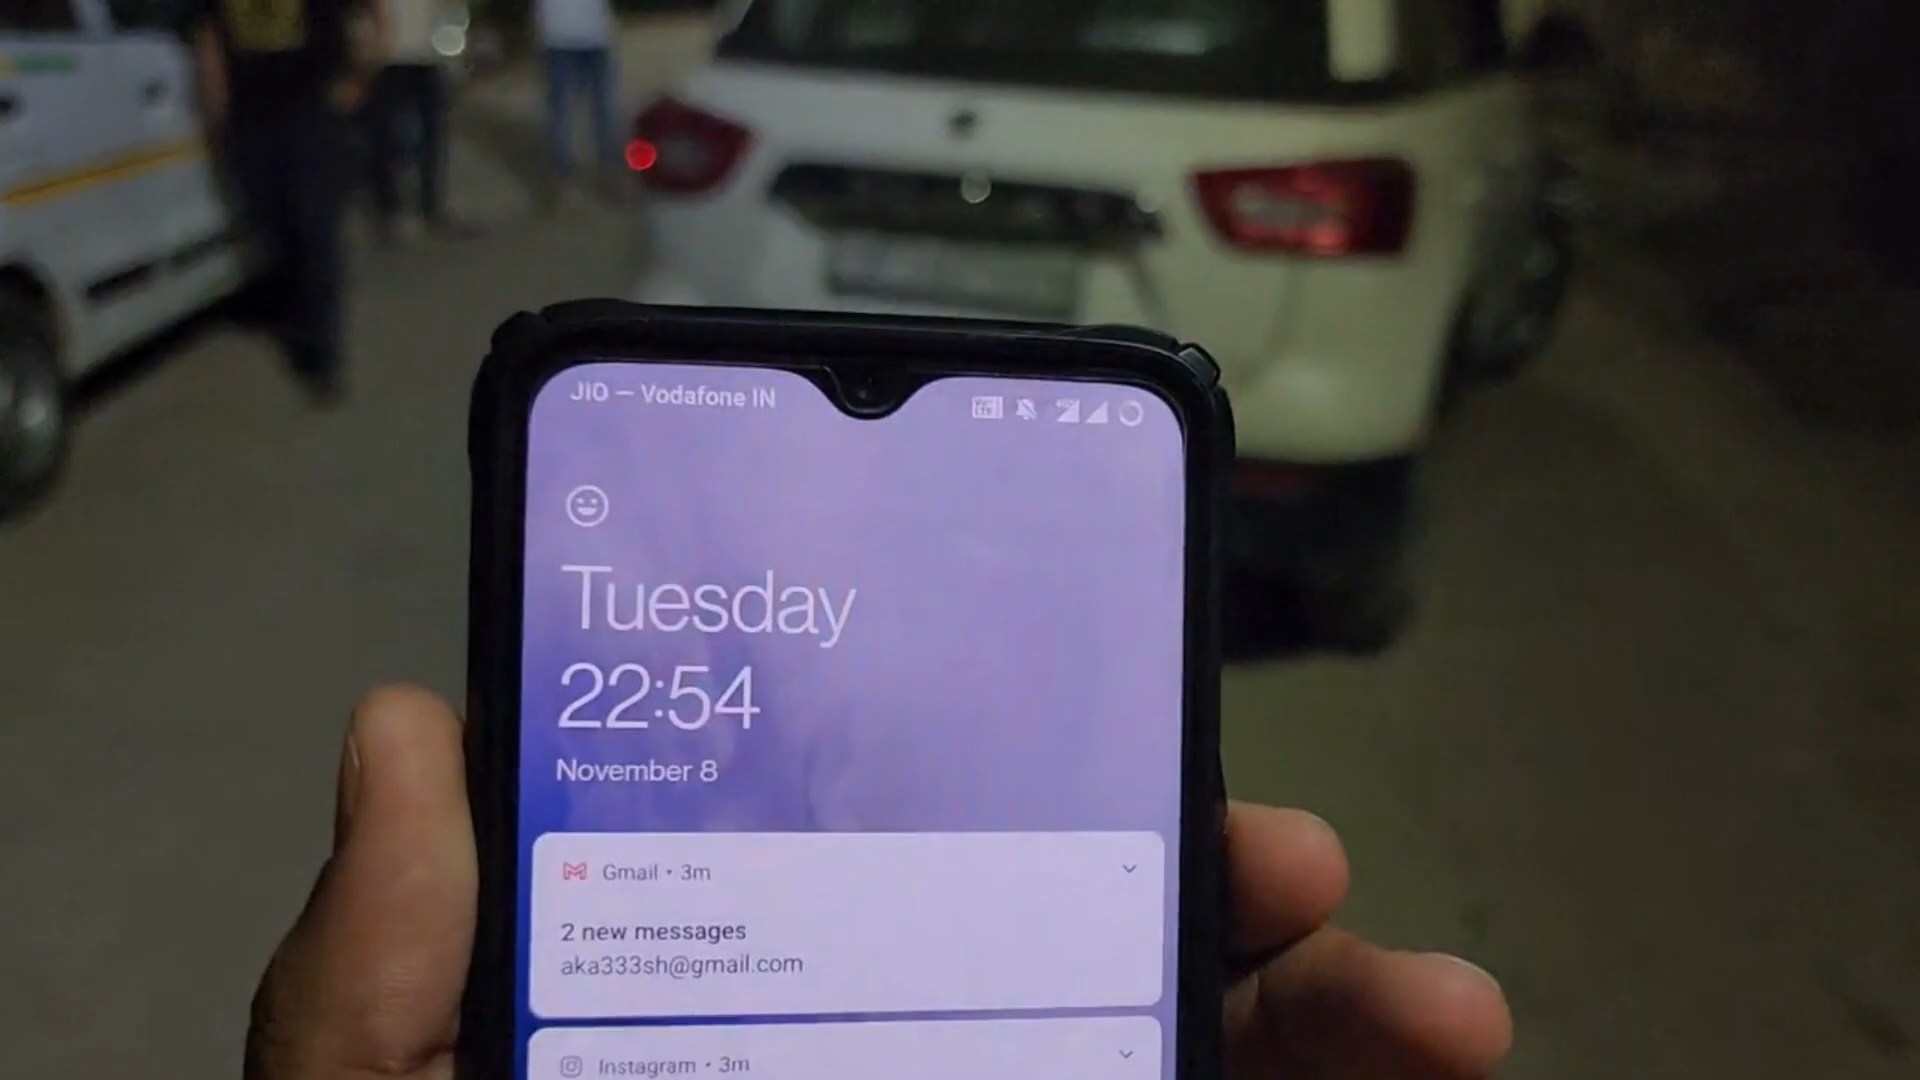 JIO — Vodafone IN
Tuesday
22:54
November 8
Gmail • 3m
2 new messages
aka333sh@gmail.com
Instagram • 3m